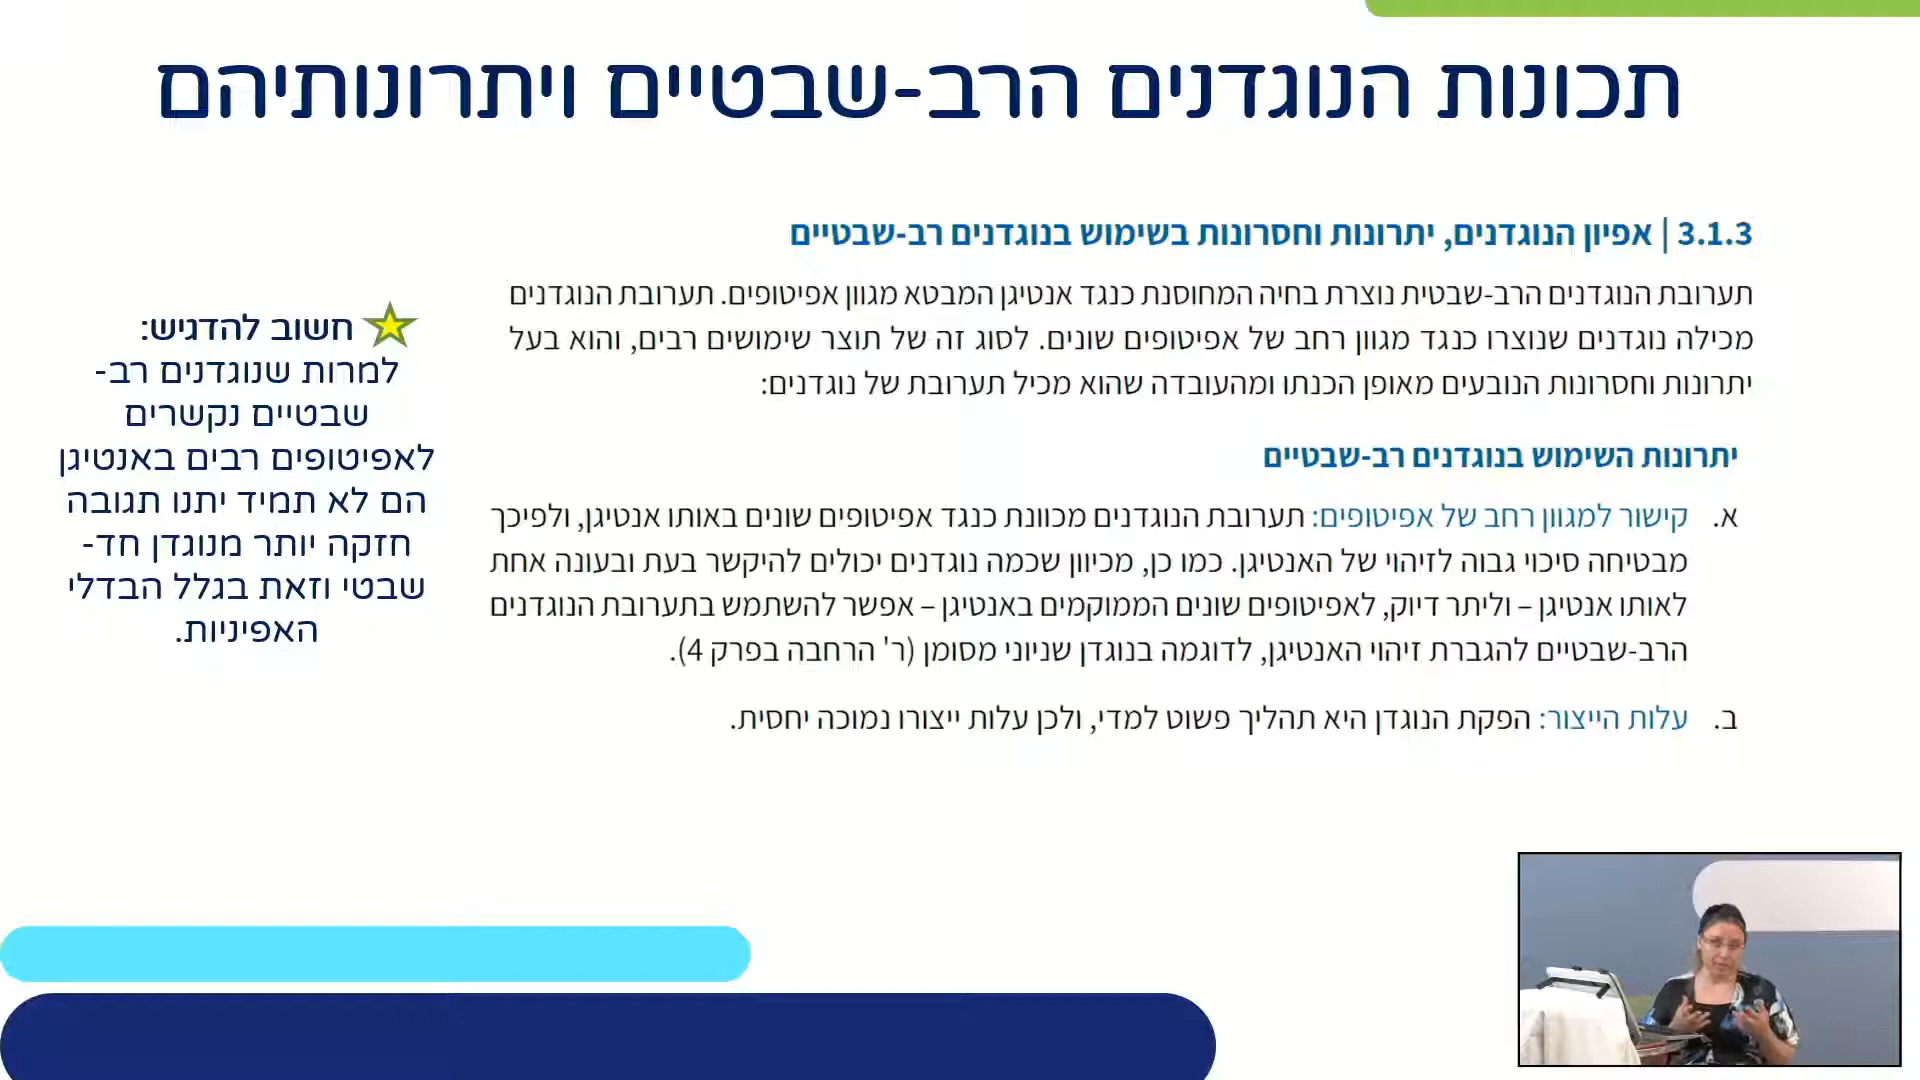 תכונות הנוגדנים הרב-שבטיים ויתרונותיהם
3.1.3 | אפיון הנוגדנים, יתרונות וחסרונות בשימוש בנוגדנים רב-שבטיים
תערובת הנוגדנים הרב-שבטית נוצרת בחיה המחוסנת כנגד אנטיגן המבטא מגוון אפיטופים. תערובת הנוגדנים
מכילה נוגדנים שנוצרו כנגד מגוון רחב של אפיטופים שונים. לסוג זה של תוצר שימושים רבים, והוא בעל
יתרונות וחסרונות הנובעים מאופן הכנתו ומהעובדה שהוא מכיל תערובת של נוגדנים:
יתרונות השימוש בנוגדנים רב-שבטיים
א. קישור למגוון רחב של אפיטופים: תערובת הנוגדנים מכוונת כנגד אפיטופים שונים באותו אנטיגן, ולפיכך
מבטיחה סיכוי גבוה לזיהוי של האנטיגן. כמו כן, מכיוון שכמה נוגדנים יכולים להיקשר בעת ובעונה אחת
לאותו אנטיגן – וליתר דיוק, לאפיטופים שונים הממוקמים באנטיגן – אפשר להשתמש בתערובת הנוגדנים
הרב-שבטיים להגברת זיהוי האנטיגן, לדוגמה בנוגדן שניוני מסומן (ר' הרחבה בפרק 4).
ב. עלות הייצור: הפקת הנוגדן היא תהליך פשוט למדי, ולכן עלות ייצורו נמוכה יחסית.
חשוב להדגיש:
למרות שנוגדנים רב-
שבטיים נקשרים
לאפיטופים רבים באנטיגן
הם לא תמיד יתנו תגובה
חזקה יותר מנוגדן חד-
שבטי וזאת בגלל הבדלי
האפיניות.